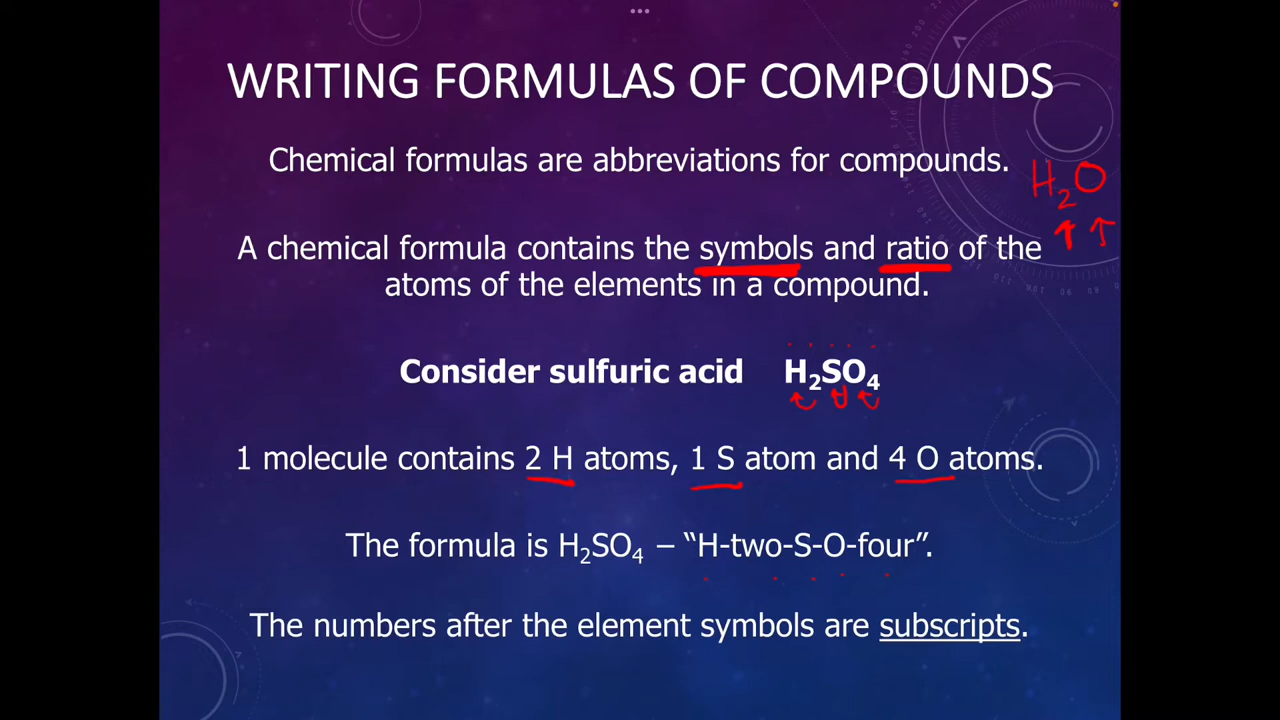 WRITING FORMULAS OF COMPOUNDS
Chemical formulas are abbreviations for compounds.
H₂O
A chemical formula contains the symbols and ratio of the
atoms of the elements in a compound.
Consider sulfuric acid H₂SO₄
1 molecule contains 2 H atoms, 1 S atom and 4 O atoms.
The formula is H₂SO₄ – “H-two-S-O-four”.
The numbers after the element symbols are subscripts.